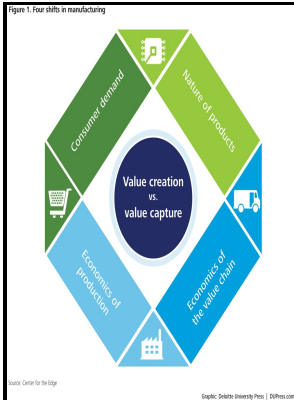 Figure 1. Four shifts in manufacturing
Consumer demand
Nature of products
Value creation
vs.
value capture
Economics of
production
Economics of
the value chain
Source: Center for the Edge
Graphic: Deloitte University Press | DUPress.com